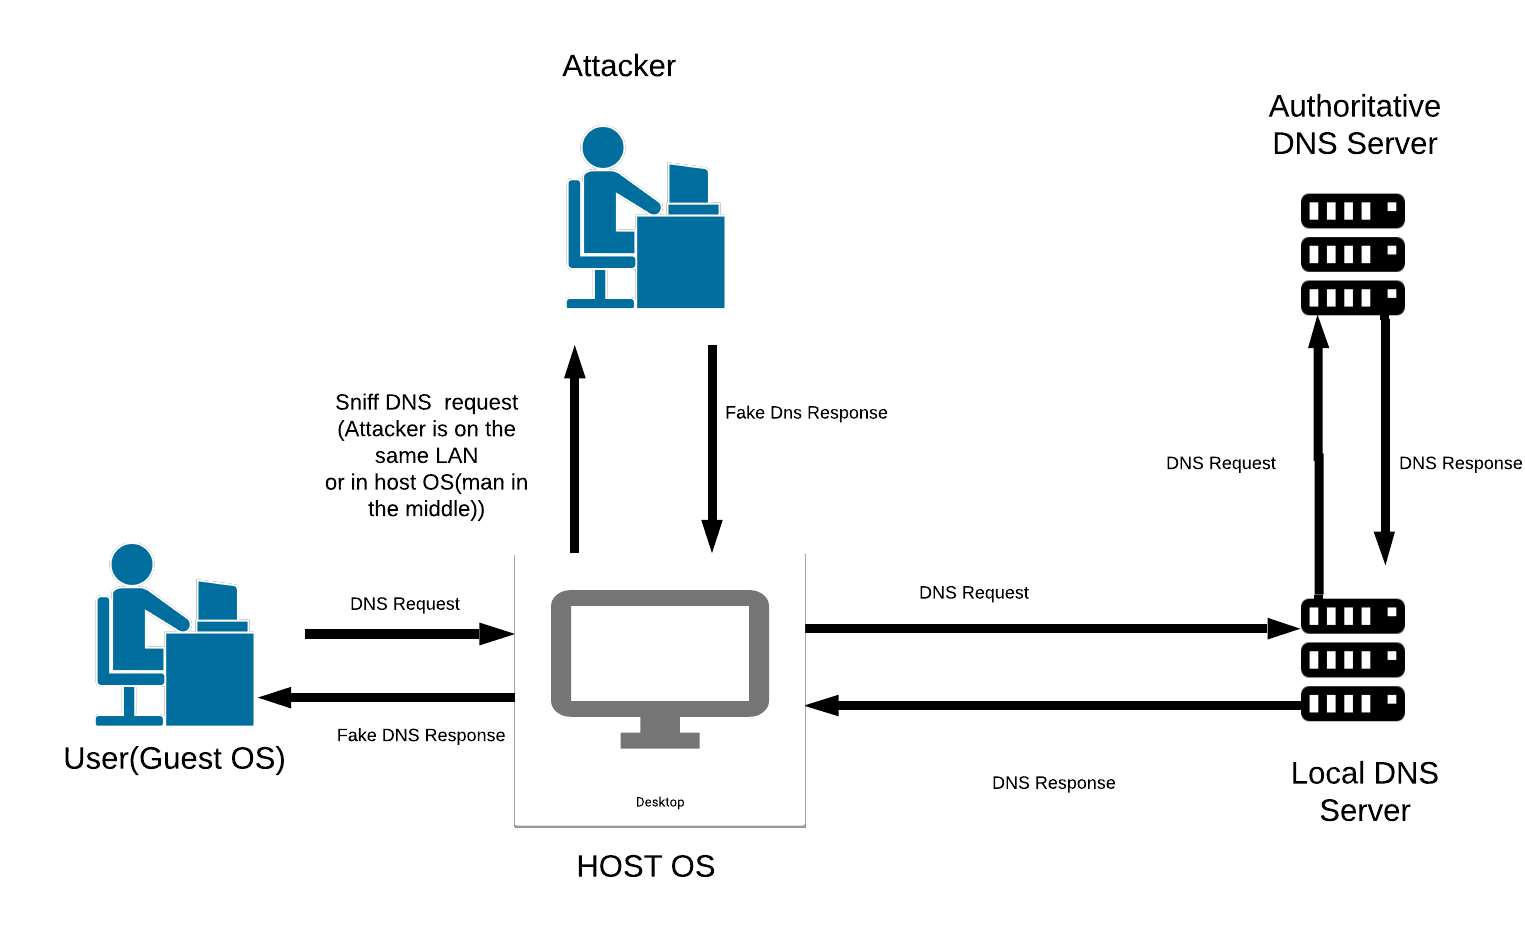 Attacker
Authoritative
DNS Server
Sniff DNS  request
(Attacker is on the
same LAN
or in host OS(man in
the middle))
Fake Dns Response
DNS Request
DNS Response
DNS Request
DNS Request
Fake DNS Response
User(Guest OS)
Desktop
HOST OS
DNS Response
Local DNS
Server